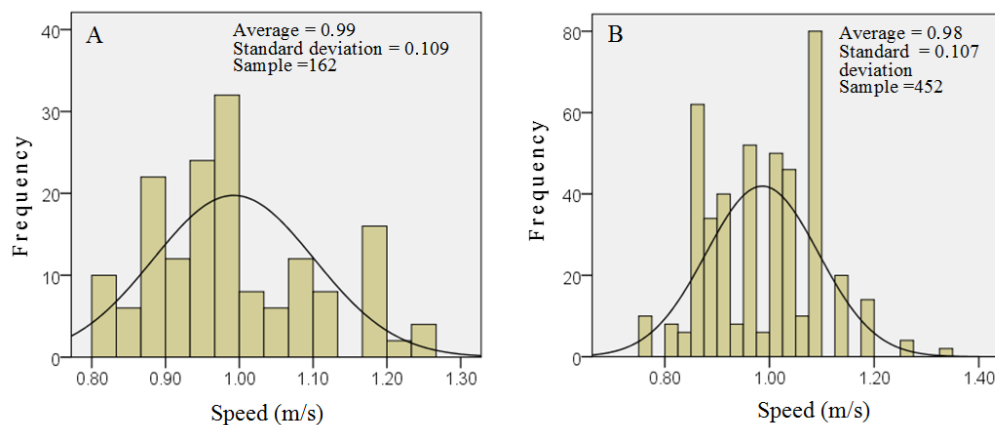 A
Average = 0.99
Standard deviation = 0.109
Sample =162
40
30
20
10
0
Frequency
0.80 0.90 1.00 1.10 1.20 1.30
Speed (m/s)
B
Average = 0.98
Standard = 0.107
deviation
Sample =452
80
60
40
20
0
Frequency
0.80 1.00 1.20 1.40
Speed (m/s)